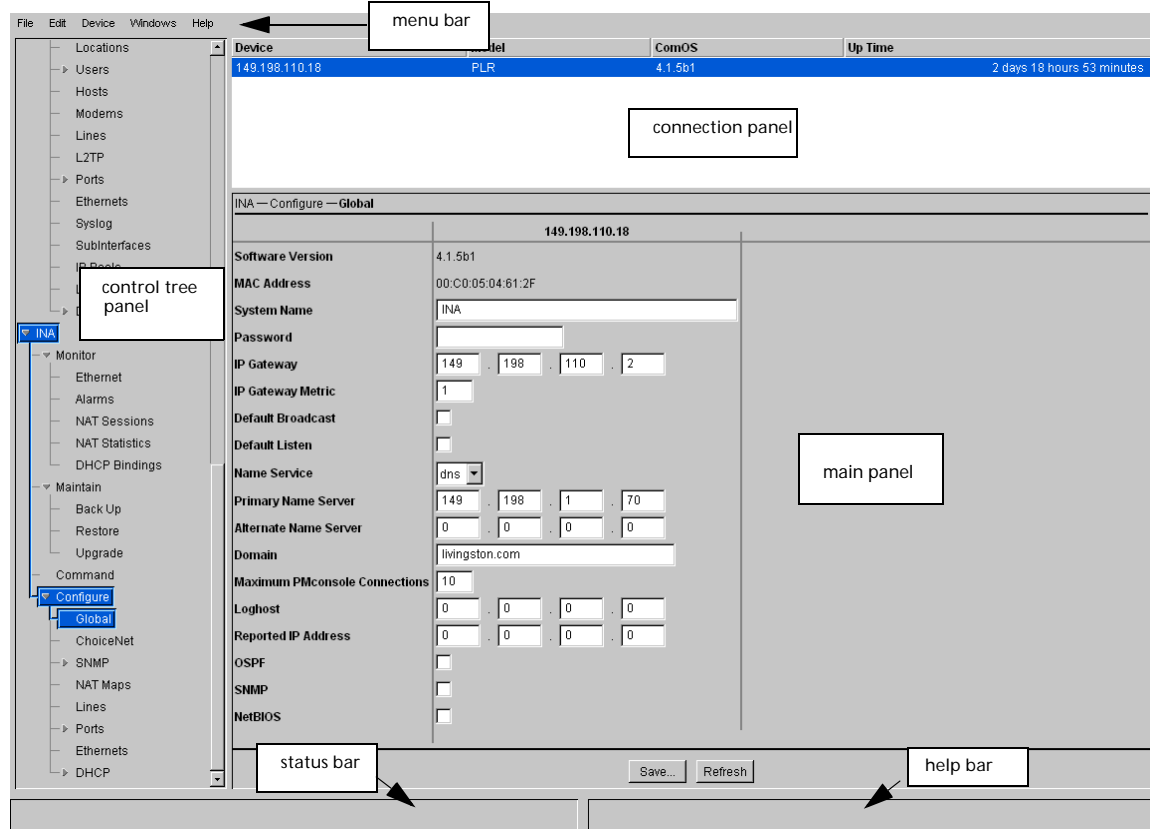 File Edit Device Windows Help
menu bar
Locations
Users
Hosts
Modems
Lines
L2TP
Ports
Ethernets
Syslog
SubInterfaces
control tree
panel
INA
Monitor
Ethernet
Alarms
NAT Sessions
NAT Statistics
DHCP Bindings
Maintain
Back Up
Restore
Upgrade
Command
Configure
Global
ChoiceNet
SNMP
NAT Maps
Lines
Ports
Ethernets
DHCP
Device ComOS Up Time
149.198.110.18 PLR 4.1.5b1 2 days 18 hours 53 minutes
connection panel
INA — Configure — Global
149.198.110.18
Software Version 4.1.5b1
MAC Address 00:C0:05:04:61:2F
System Name INA
Password
IP Gateway 149 . 198 . 110 . 2
IP Gateway Metric 1
Default Broadcast
Default Listen
Name Service dns
Primary Name Server 149 . 198 . 1 . 70
Alternate Name Server 0 . 0 . 0 . 0
Domain livingston.com
Maximum PMconsole Connections 10
Loghost 0 . 0 . 0 . 0
Reported IP Address 0 . 0 . 0 . 0
OSPF
SNMP
NetBIOS
main panel
Save... Refresh
status bar
help bar